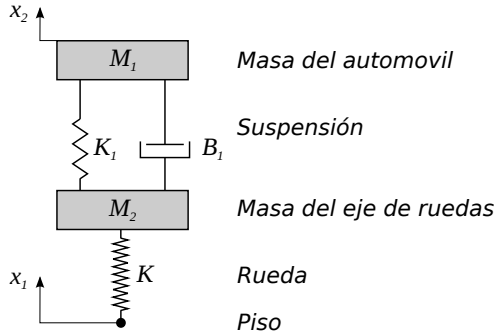 x2
M1 Masa del automovil
K1 B1 Suspensión
M2 Masa del eje de ruedas
x1 K Rueda
Piso